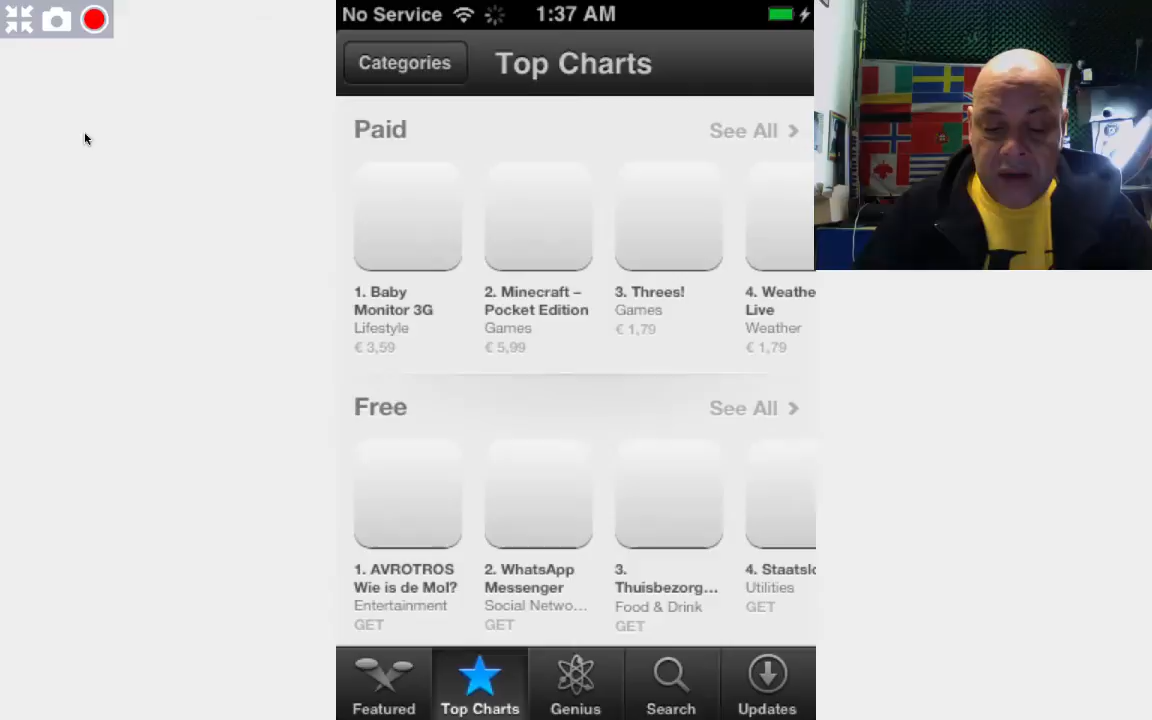 No Service 1:37 AM
Categories Top Charts
Paid See All
1. Baby
Monitor 3G
Lifestyle
€ 3,59
2. Minecraft –
Pocket Edition
Games
€ 5,99
3. Threes!
Games
€ 1,79
4. Weathe
Live
Weather
€ 1,79
Free See All
1. AVROTROS
Wie is de Mol?
Entertainment
GET
2. WhatsApp
Messenger
Social Netwo...
GET
3.
Thuisbezorg...
Food & Drink
GET
4. Staatslo
Utilities
GET
Featured Top Charts Genius Search Updates